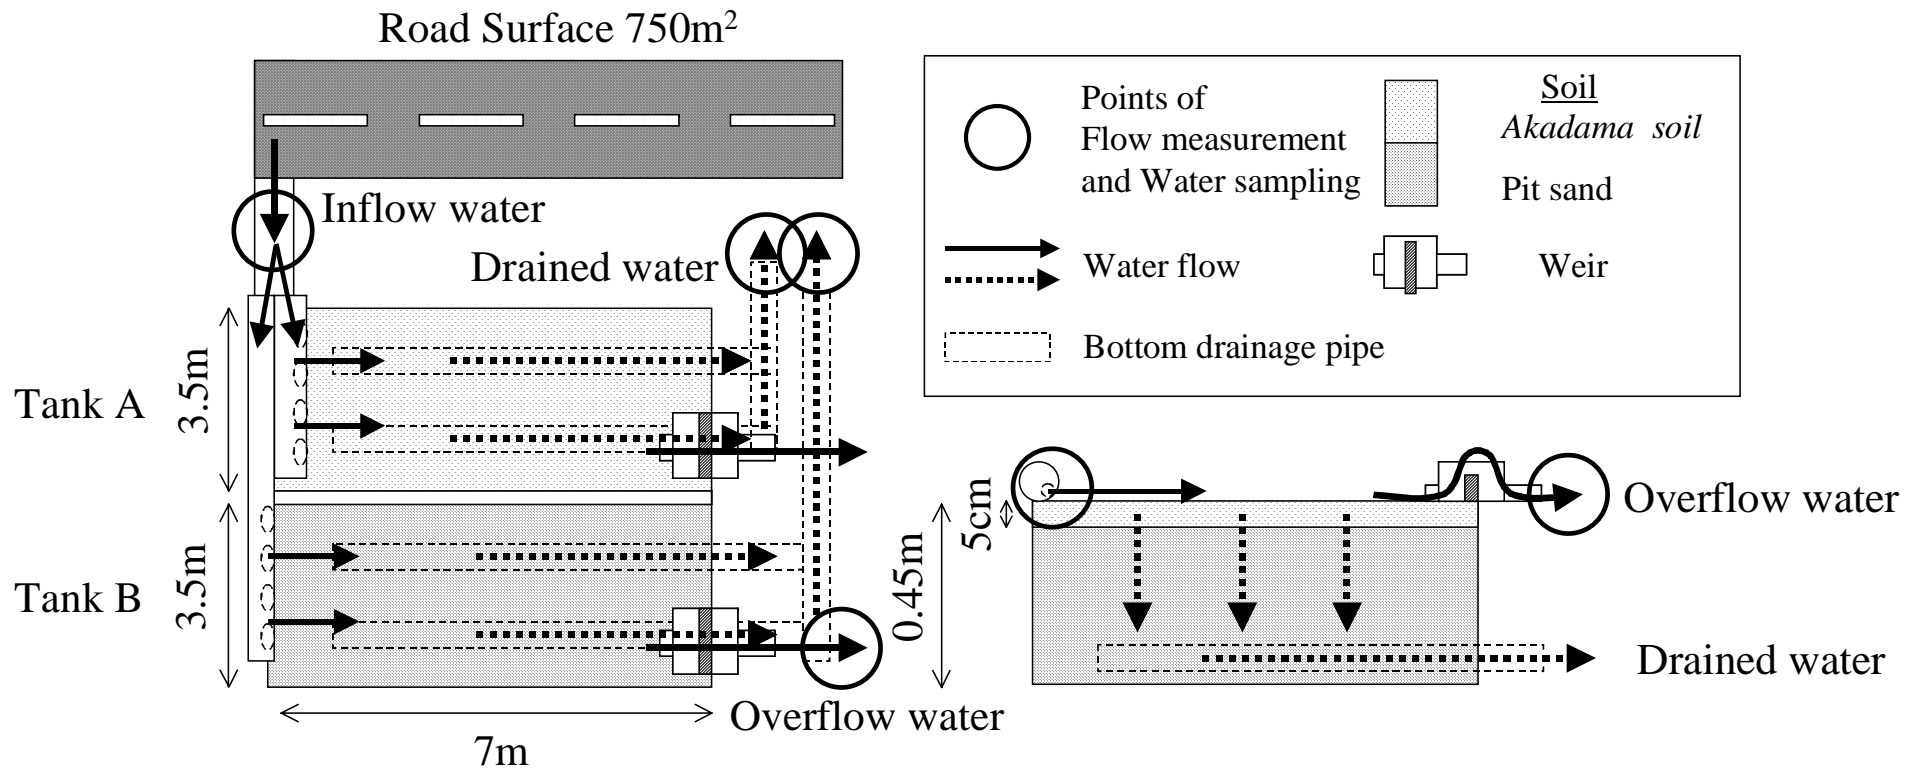 Road Surface 750m²
Inflow water
Drained water
Tank A
3.5m
Tank B
3.5m
7m
Overflow water
Points of
Flow measurement
and Water sampling
Water flow
Bottom drainage pipe
Soil
Akadama soil
Pit sand
Weir
5cm
0.45m
Overflow water
Drained water